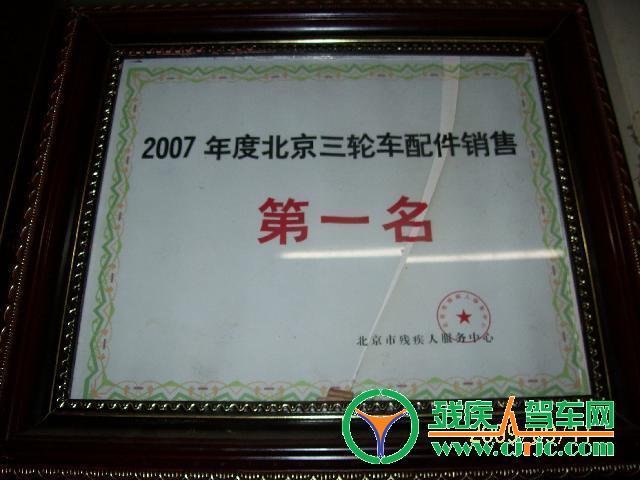 2007 年度北京三轮车配件销售
第一名
北京市残疾人服务中心
残疾人驾车网
www.cjric.com